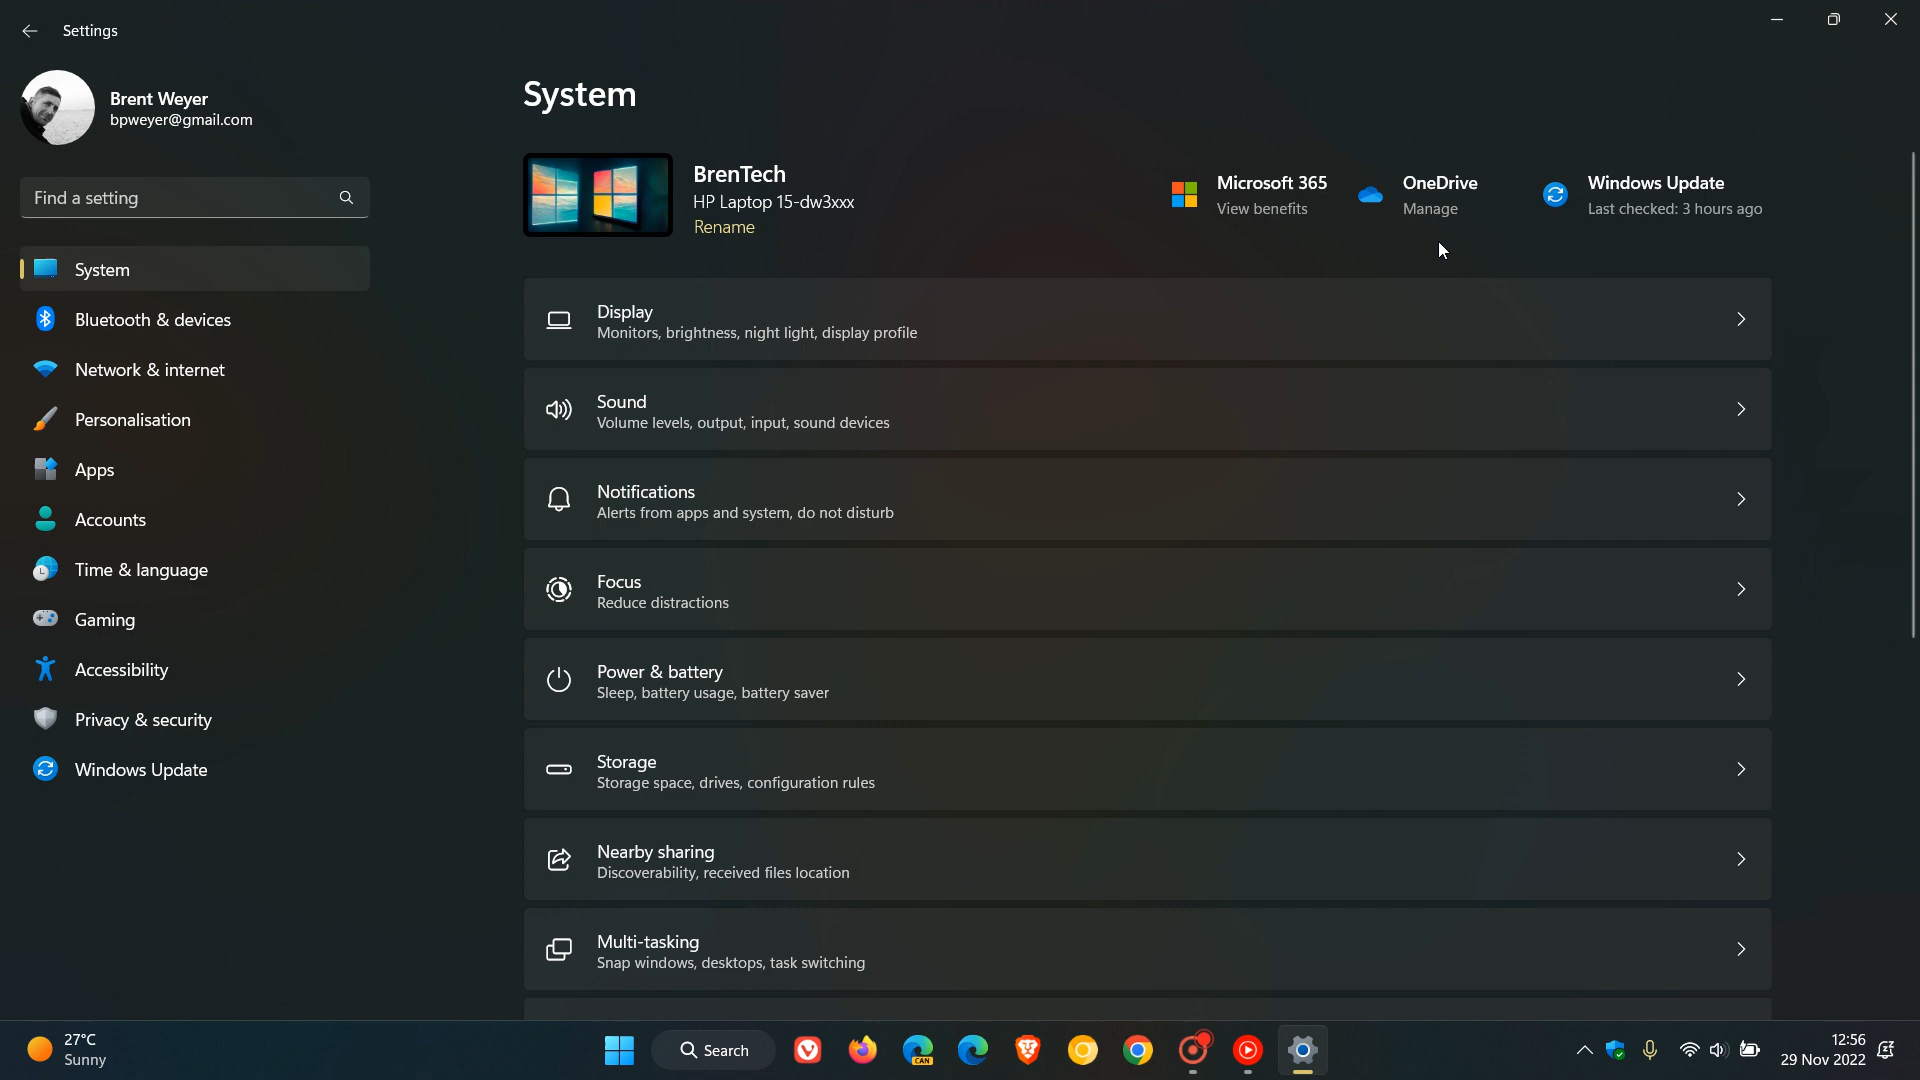 Settings
Brent Weyer
bpweyer@gmail.com
Find a setting
System
Bluetooth & devices
Network & internet
Personalisation
Apps
Accounts
Time & language
Gaming
Accessibility
Privacy & security
Windows Update
System
BrenTech
HP Laptop 15-dw3xxx
Rename
Microsoft 365
View benefits
OneDrive
Manage
Windows Update
Last checked: 3 hours ago
Display
Monitors, brightness, night light, display profile
Sound
Volume levels, output, input, sound devices
Notifications
Alerts from apps and system, do not disturb
Focus
Reduce distractions
Power & battery
Sleep, battery usage, battery saver
Storage
Storage space, drives, configuration rules
Nearby sharing
Discoverability, received files location
Multi-tasking
Snap windows, desktops, task switching
27°C
Sunny
Search
CAN
12:56
29 Nov 2022